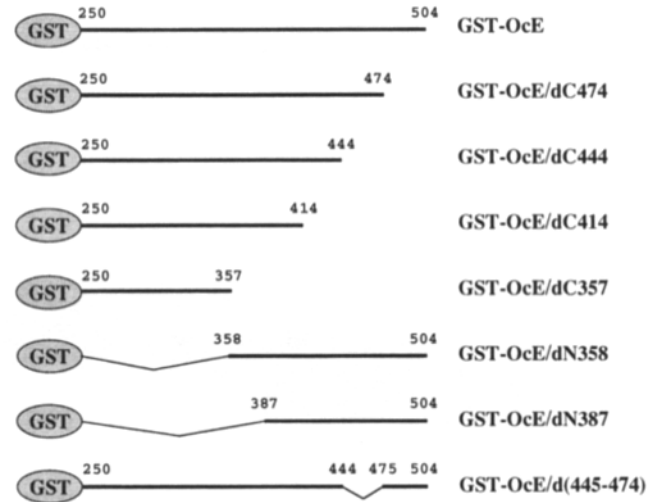 250 504
GST GST-OcE
250 474
GST GST-OcE/dC474
250 444
GST GST-OcE/dC444
250 414
GST GST-OcE/dC414
250 357
GST GST-OcE/dC357
358 504
GST GST-OcE/dN358
387 504
GST GST-OcE/dN387
250 444 475 504
GST GST-OcE/d(445-474)